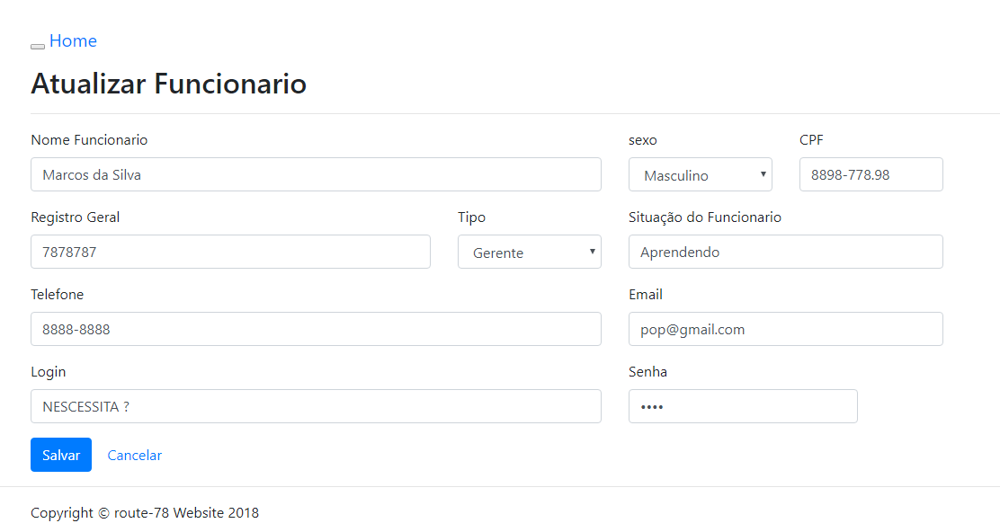 Home
Atualizar Funcionario
Nome Funcionario sexo CPF
Marcos da Silva Masculino 8898-778.98
Registro Geral Tipo Situação do Funcionario
7878787 Gerente Aprendendo
Telefone Email
8888-8888 pop@gmail.com
Login Senha
NESCESSITA ? ••••
Salvar Cancelar
Copyright © route-78 Website 2018